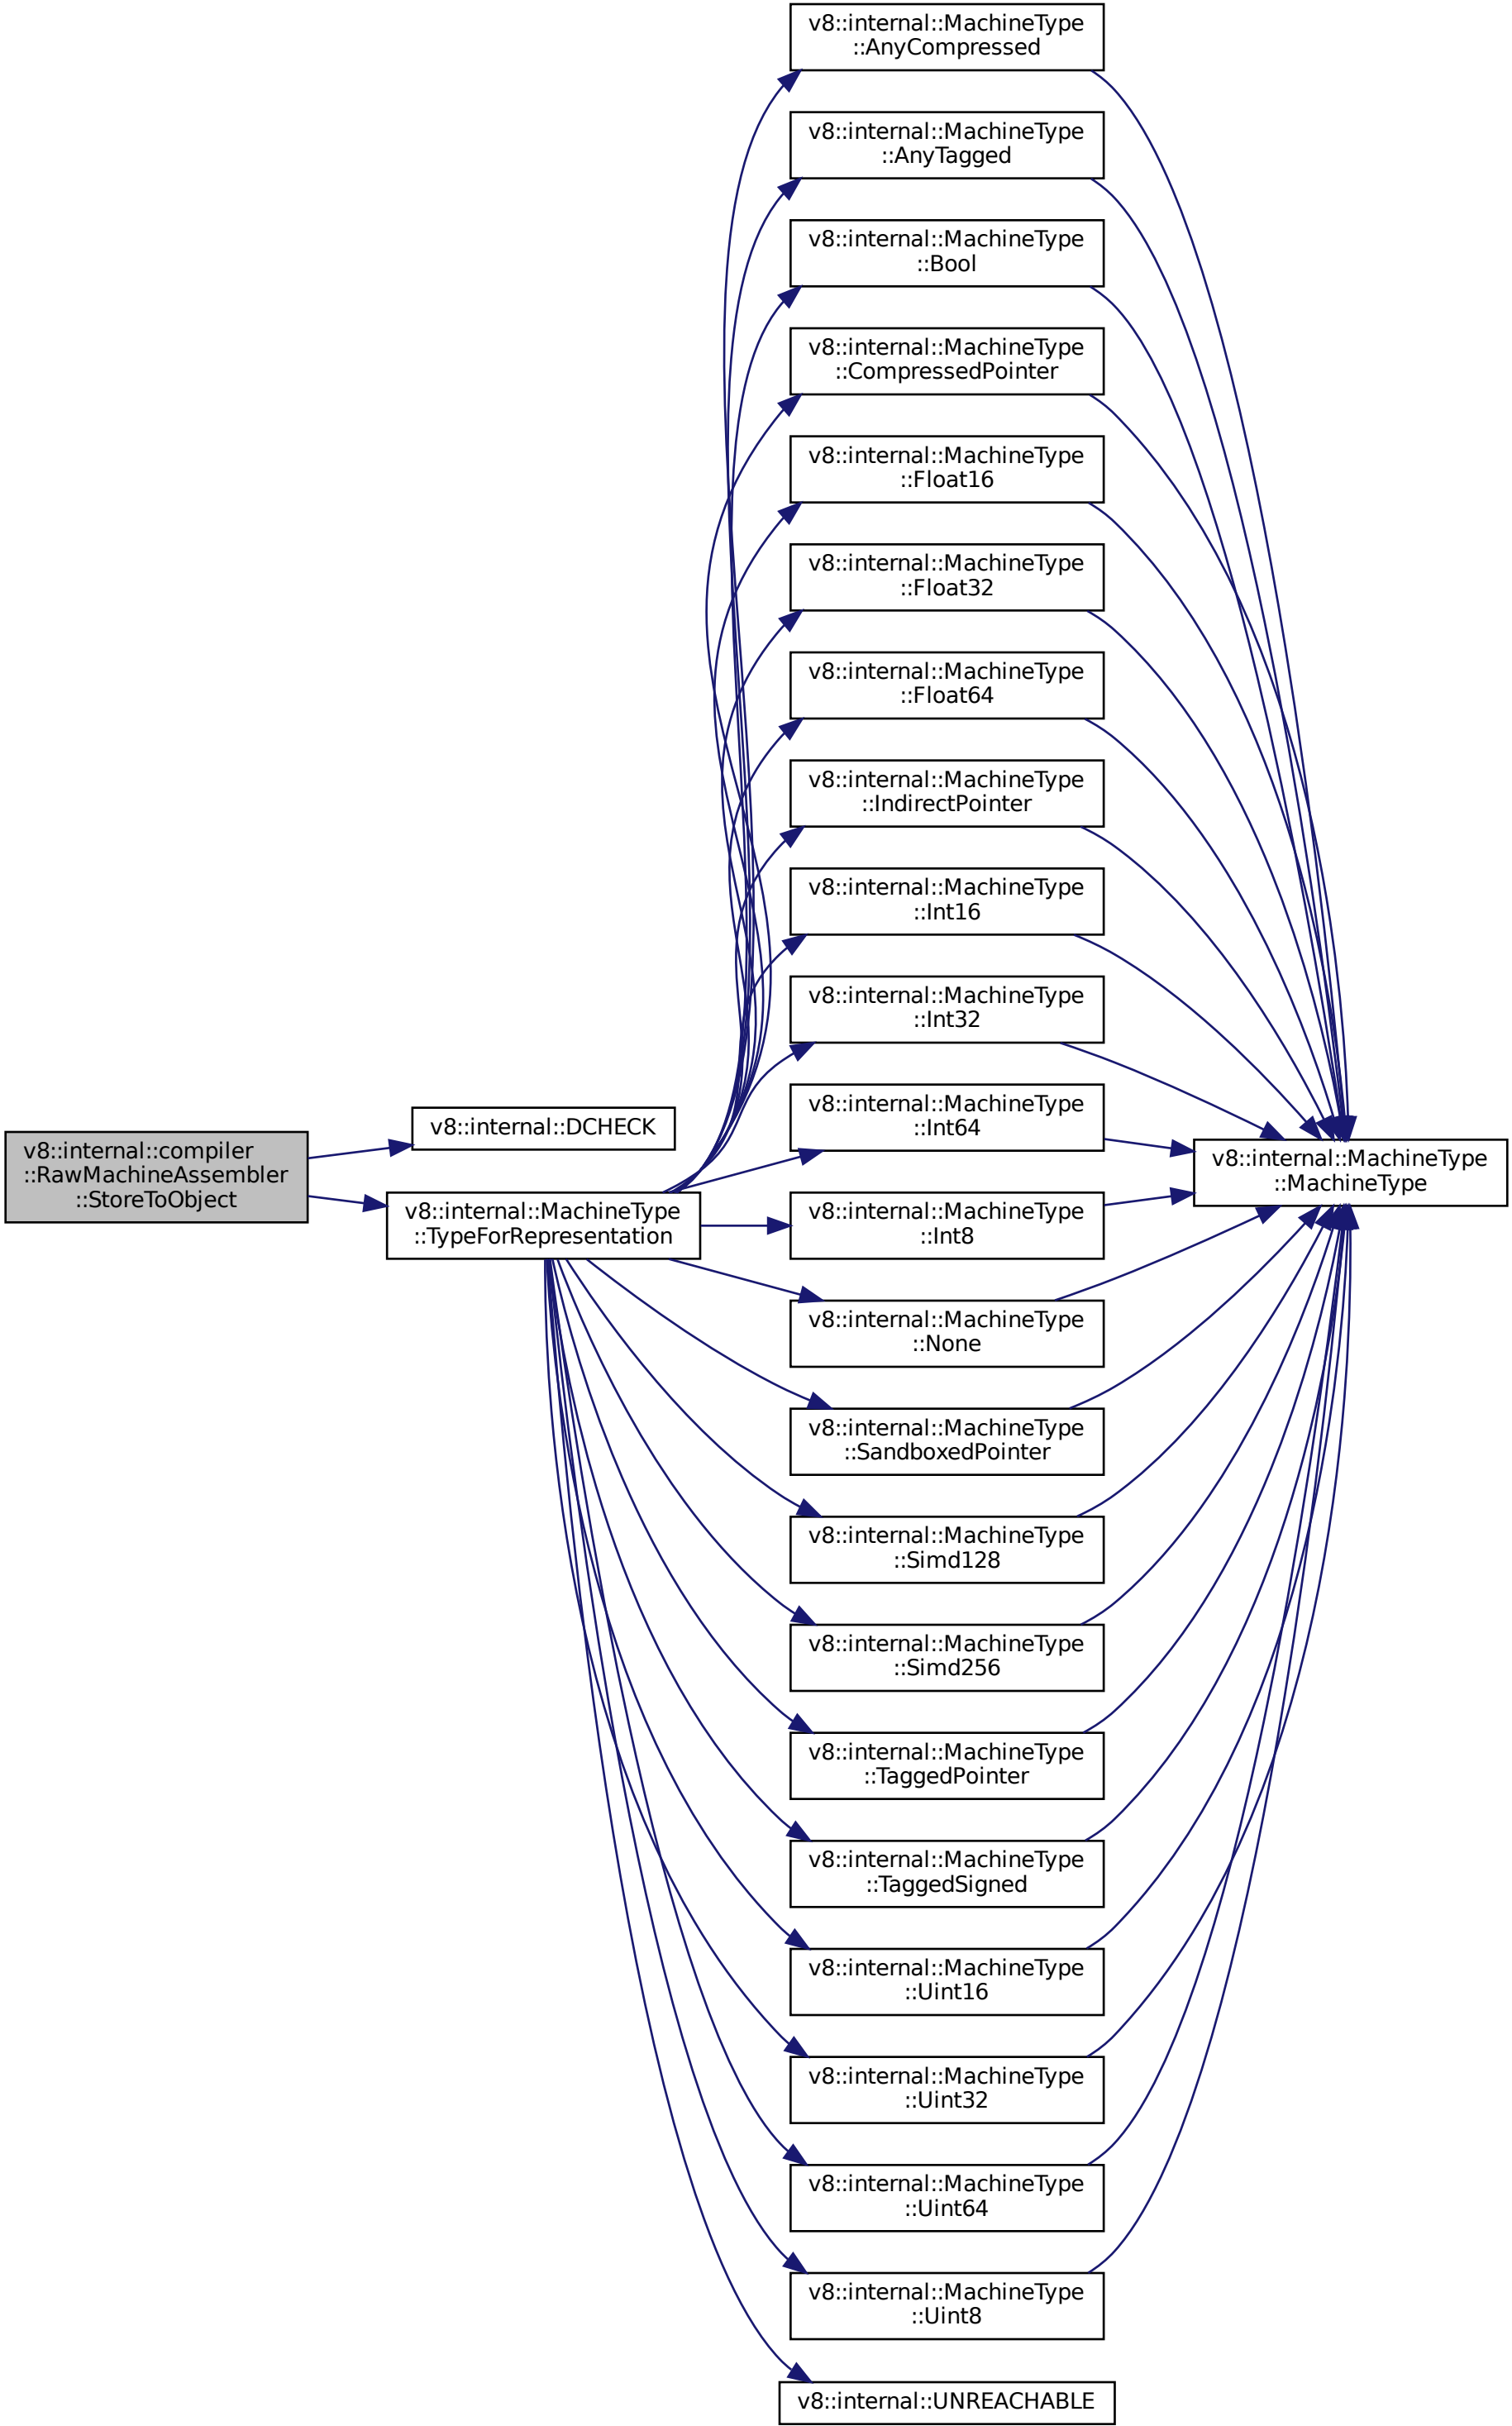 v8::internal::compiler
::RawMachineAssembler
::StoreToObject
v8::internal::DCHECK
v8::internal::MachineType
::TypeForRepresentation
v8::internal::MachineType
::AnyCompressed
v8::internal::MachineType
::AnyTagged
v8::internal::MachineType
::Bool
v8::internal::MachineType
::CompressedPointer
v8::internal::MachineType
::Float16
v8::internal::MachineType
::Float32
v8::internal::MachineType
::Float64
v8::internal::MachineType
::IndirectPointer
v8::internal::MachineType
::Int16
v8::internal::MachineType
::Int32
v8::internal::MachineType
::Int64
v8::internal::MachineType
::Int8
v8::internal::MachineType
::None
v8::internal::MachineType
::SandboxedPointer
v8::internal::MachineType
::Simd128
v8::internal::MachineType
::Simd256
v8::internal::MachineType
::TaggedPointer
v8::internal::MachineType
::TaggedSigned
v8::internal::MachineType
::Uint16
v8::internal::MachineType
::Uint32
v8::internal::MachineType
::Uint64
v8::internal::MachineType
::Uint8
v8::internal::UNREACHABLE
v8::internal::MachineType
::MachineType